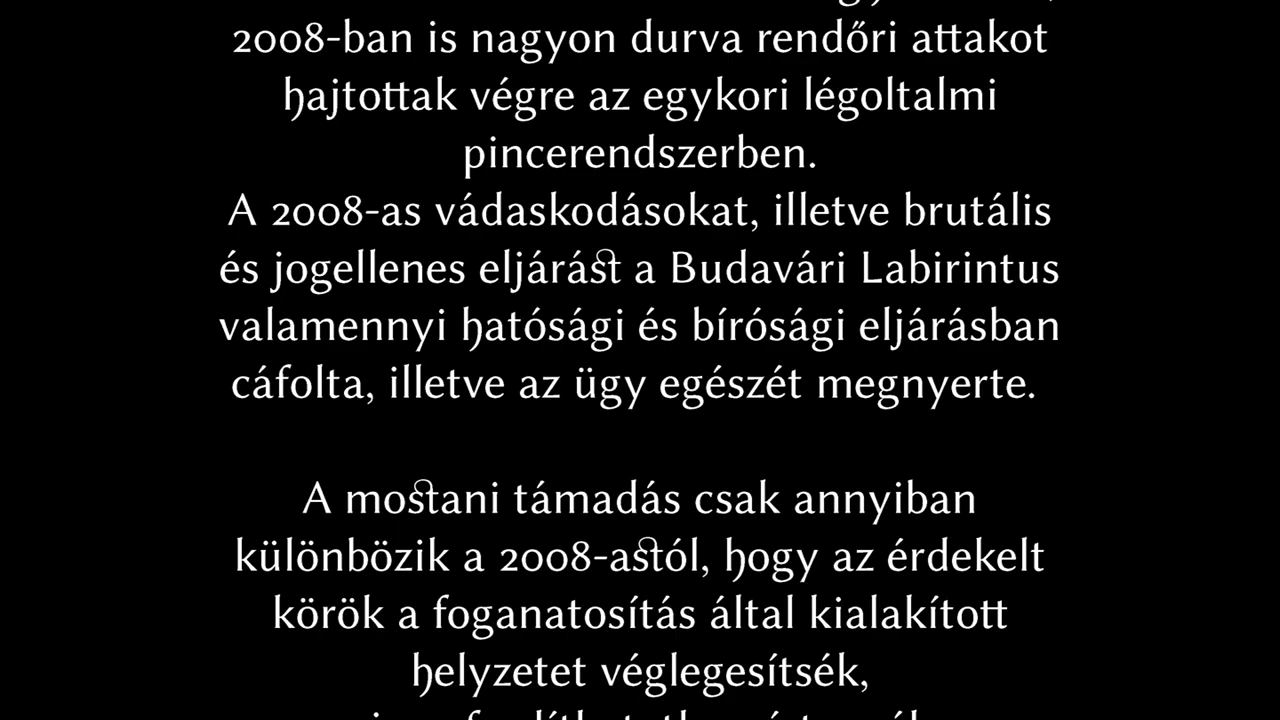 2008-ban is nagyon durva rendőri attakot
hajtottak végre az egykori légoltalmi
pincerendszerben.
A 2008-as vádaskodásokat, illetve brutális
és jogellenes eljárást a Budavári Labirintus
valamennyi hatósági és bírósági eljárásban
cáfolta, illetve az ügy egészét megnyerte.
A mostani támadás csak annyiban
különbözik a 2008-astól, hogy az érdekelt
körök a foganatosítás által kialakított
helyzetet véglegesítsék,